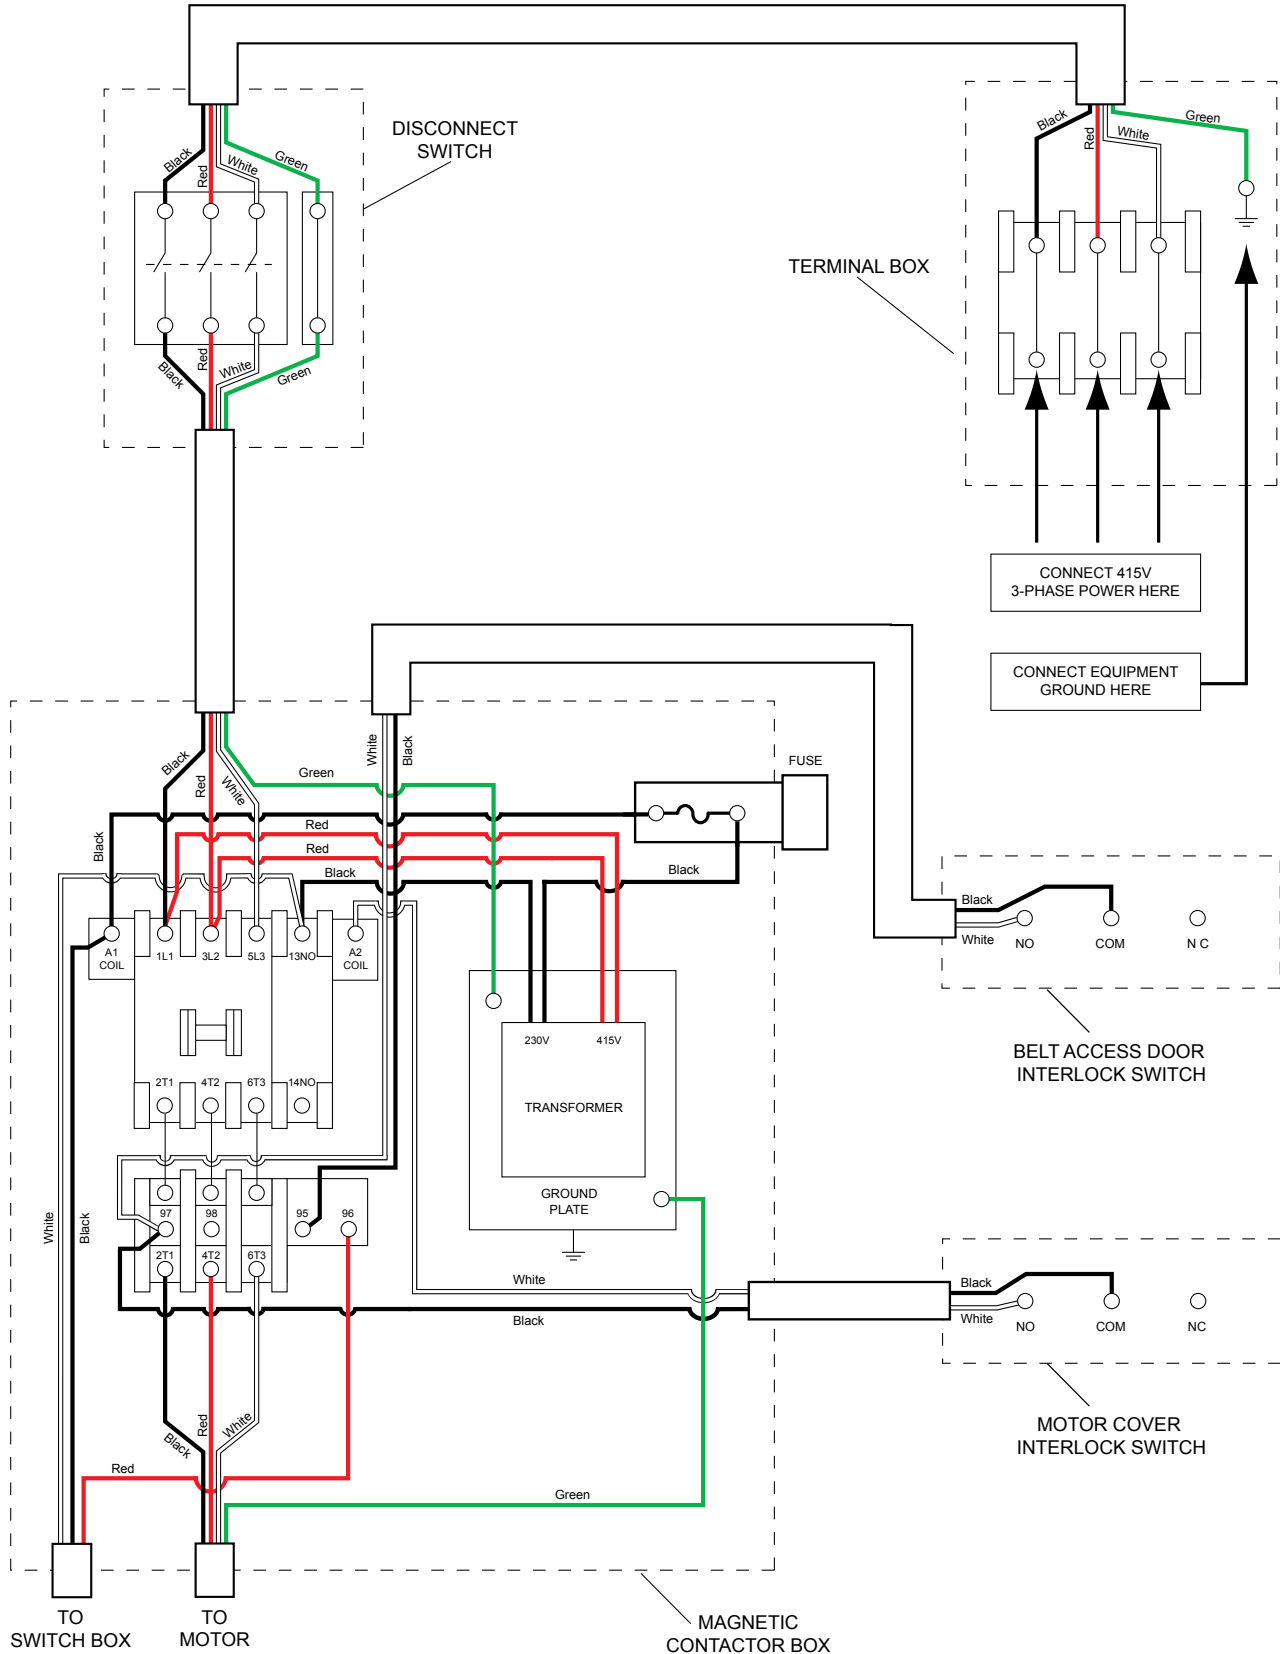 DISCONNECT
SWITCH
Black
Red
White
Green
Black
Red
White
Green
Black
Red
White
Green
TERMINAL BOX
CONNECT 415V
3-PHASE POWER HERE
CONNECT EQUIPMENT
GROUND HERE
Black
Red
White
Green
White
Black
FUSE
Black
Red
Red
Black
Black
A1
COIL
1L1
3L2
5L3
13NO
A2
COIL
2T1
4T2
6T3
14NO
230V
415V
TRANSFORMER
GROUND
PLATE
97
98
95
96
2T1
4T2
6T3
White
Black
White
Black
Black
Red
White
Red
Green
Black
White
NO
COM
N C
BELT ACCESS DOOR
INTERLOCK SWITCH
Black
White
NO
COM
NC
MOTOR COVER
INTERLOCK SWITCH
TO
SWITCH BOX
TO
MOTOR
MAGNETIC
CONTACTOR BOX